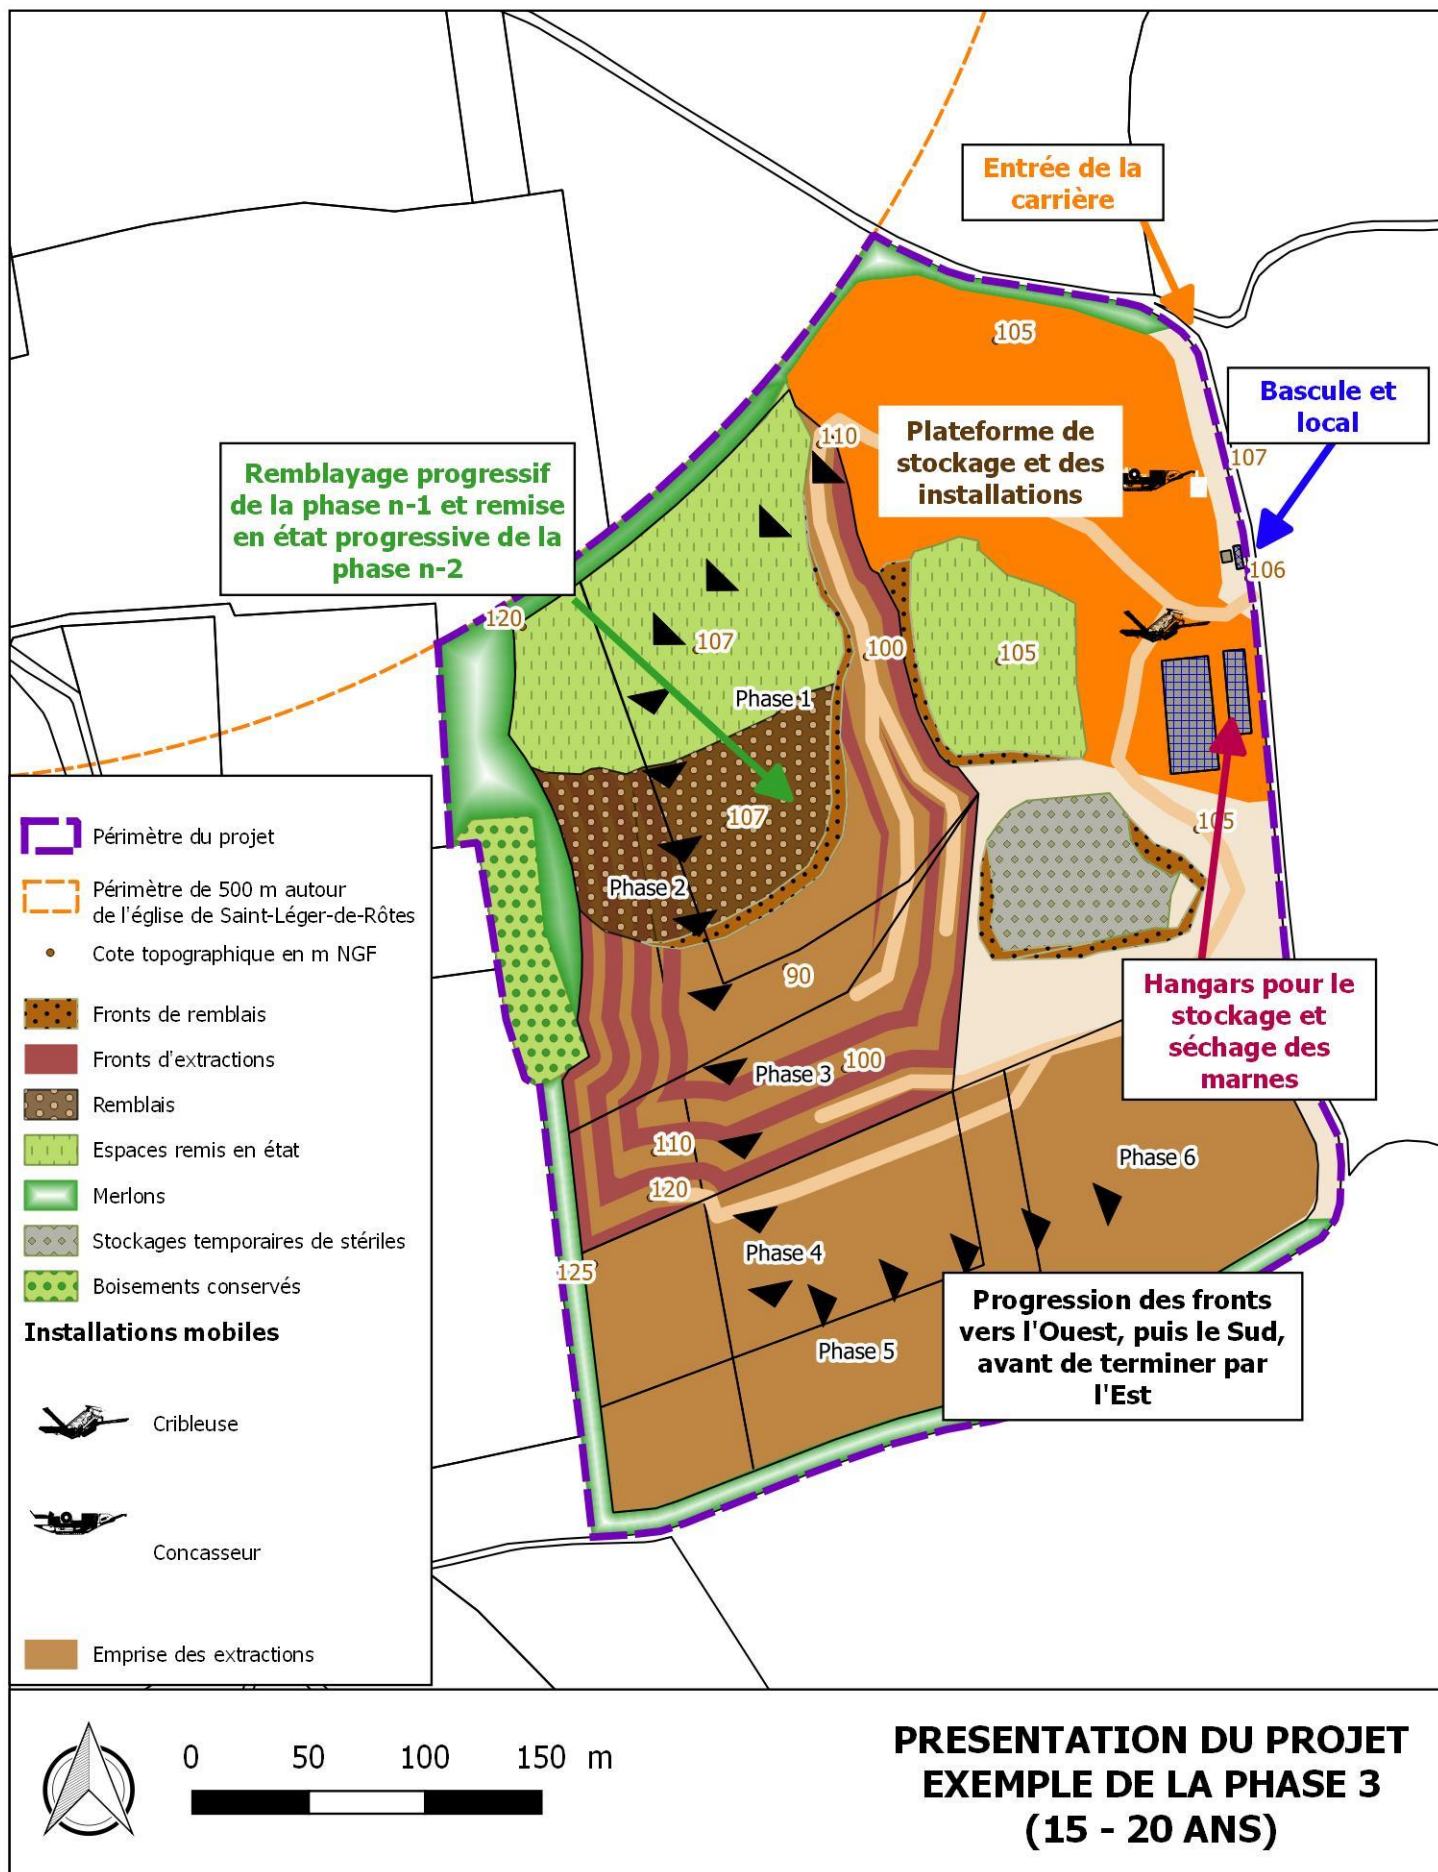 Entrée de la
carrière
105
Bascule et
local
110
Plateforme de
stockage et des
installations
107
Remblayage progressif
de la phase n-1 et remise
en état progressive de la
phase n-2
106
120
107
100
105
Phase 1
107
105
Phase 2
90
Hangars pour le
stockage et
séchage des
marnes
Phase 3
100
110
120
Phase 6
Phase 4
125
Phase 5
Progression des fronts
vers l'Ouest, puis le Sud,
avant de terminer par
l'Est
Périmètre du projet
Périmètre de 500 m autour
de l'église de Saint-Léger-de-Rôtes
Cote topographique en m NGF
Fronts de remblais
Fronts d'extractions
Remblais
Espaces remis en état
Merlons
Stockages temporaires de stériles
Boisements conservés
Installations mobiles
Cribleuse
Concasseur
Emprise des extractions
0 50 100 150 m
PRESENTATION DU PROJET
EXEMPLE DE LA PHASE 3
(15 - 20 ANS)